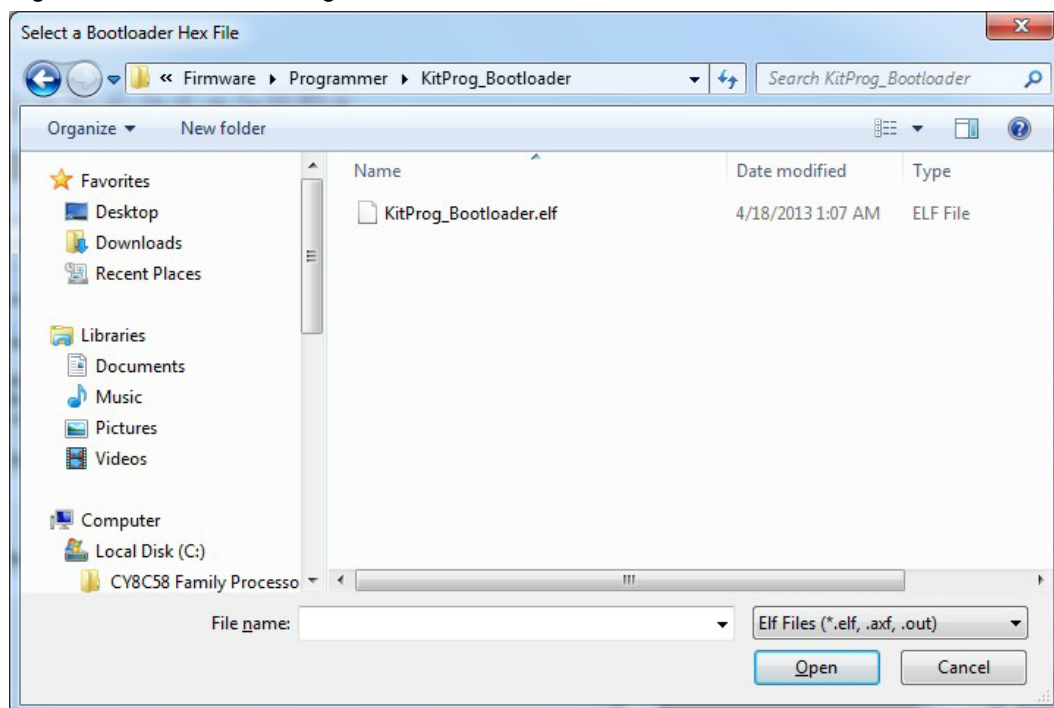 Select a Bootloader Hex File
« Firmware ▸ Programmer ▸ KitProg_Bootloader
Search KitProg_Bootloader
Organize ▾ New folder
Name Date modified Type
KitProg_Bootloader.elf 4/18/2013 1:07 AM ELF File
Favorites
Desktop
Downloads
Recent Places
Libraries
Documents
Music
Pictures
Videos
Computer
Local Disk (C:)
CY8C58 Family Processo
File name:
Elf Files (*.elf, .axf, .out)
Open Cancel